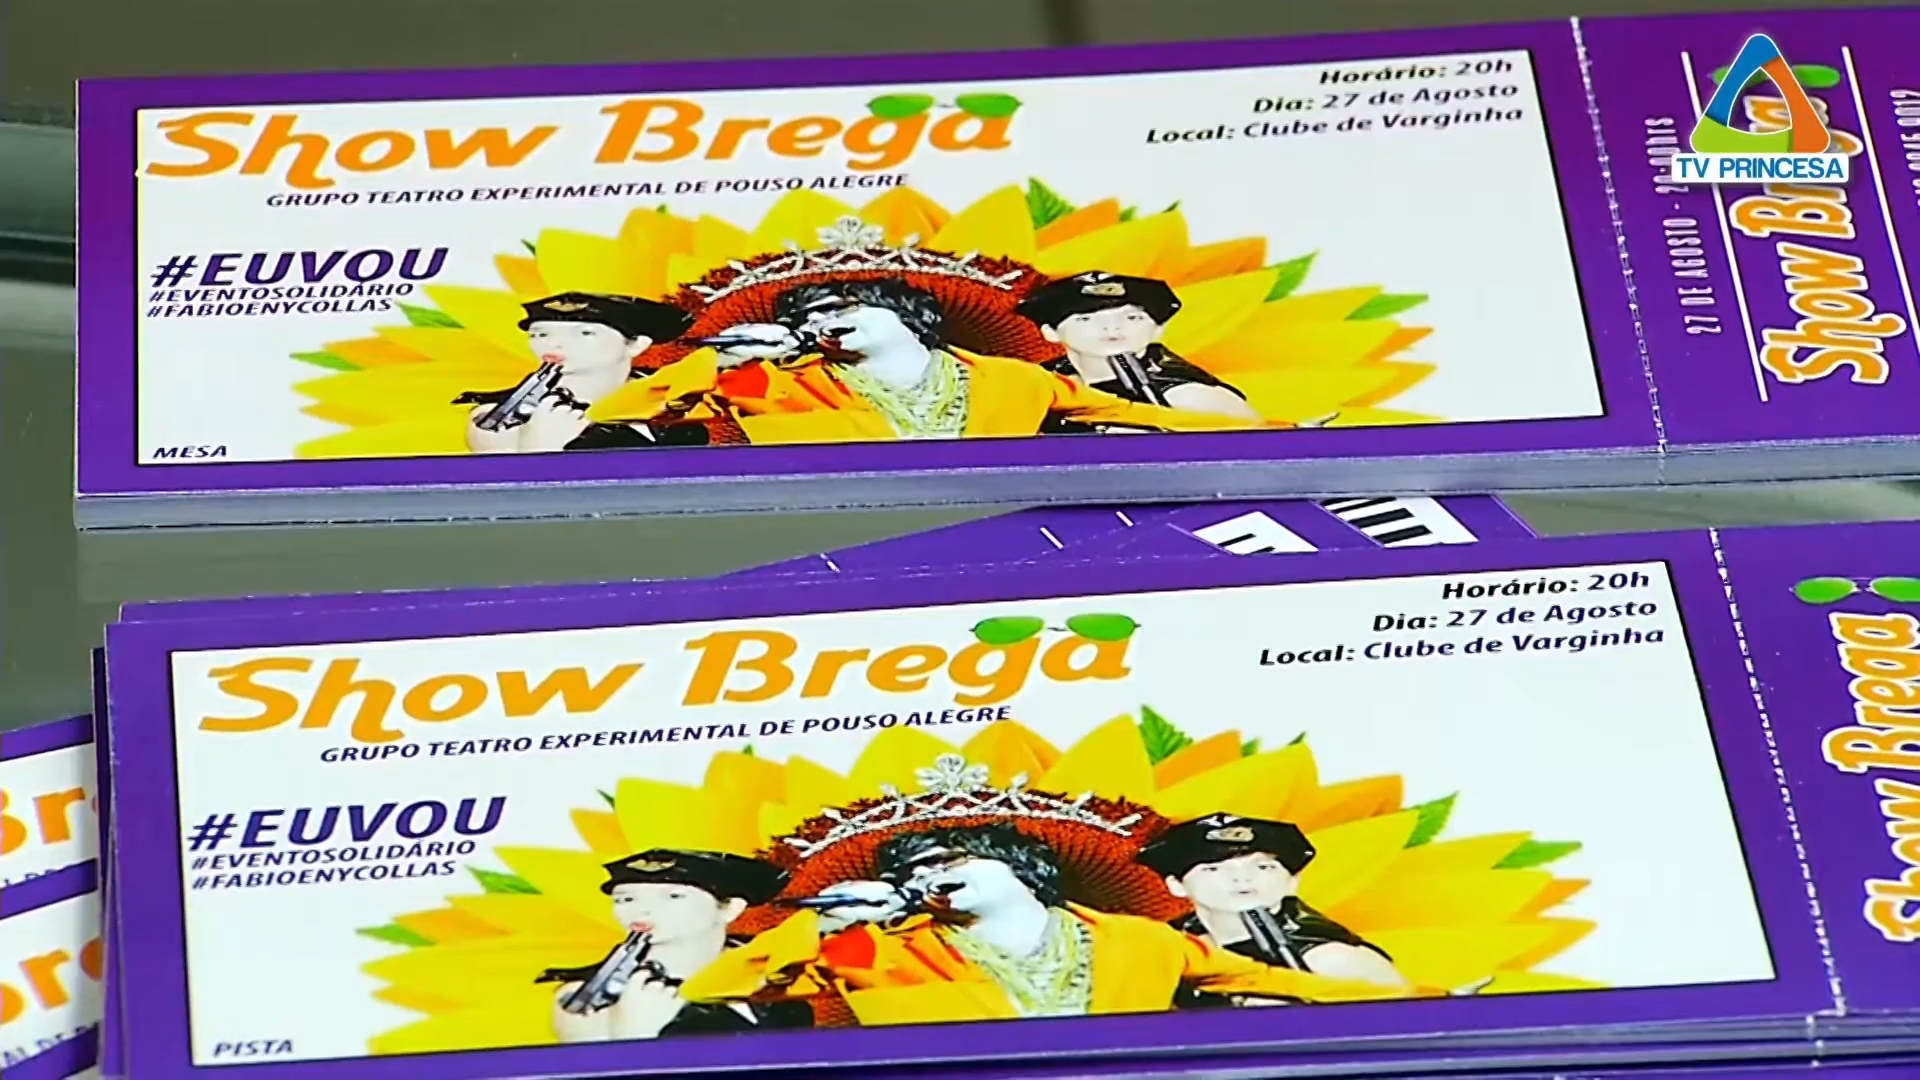 Show Brega
GRUPO TEATRO EXPERIMENTAL DE POUSO ALEGRE
Horário: 20h
Dia: 27 de Agosto
Local: Clube de Varginha
#EUVOU
#EVENTOSOLIDÁRIO
#FABIOENYCOLLAS
MESA
27 DE AGOSTO - 20:00HTS
Show Brega
TV PRINCESA
Show Brega
GRUPO TEATRO EXPERIMENTAL DE POUSO ALEGRE
Horário: 20h
Dia: 27 de Agosto
Local: Clube de Varginha
#EUVOU
#EVENTOSOLIDÁRIO
#FABIOENYCOLLAS
PISTA
Show Brega